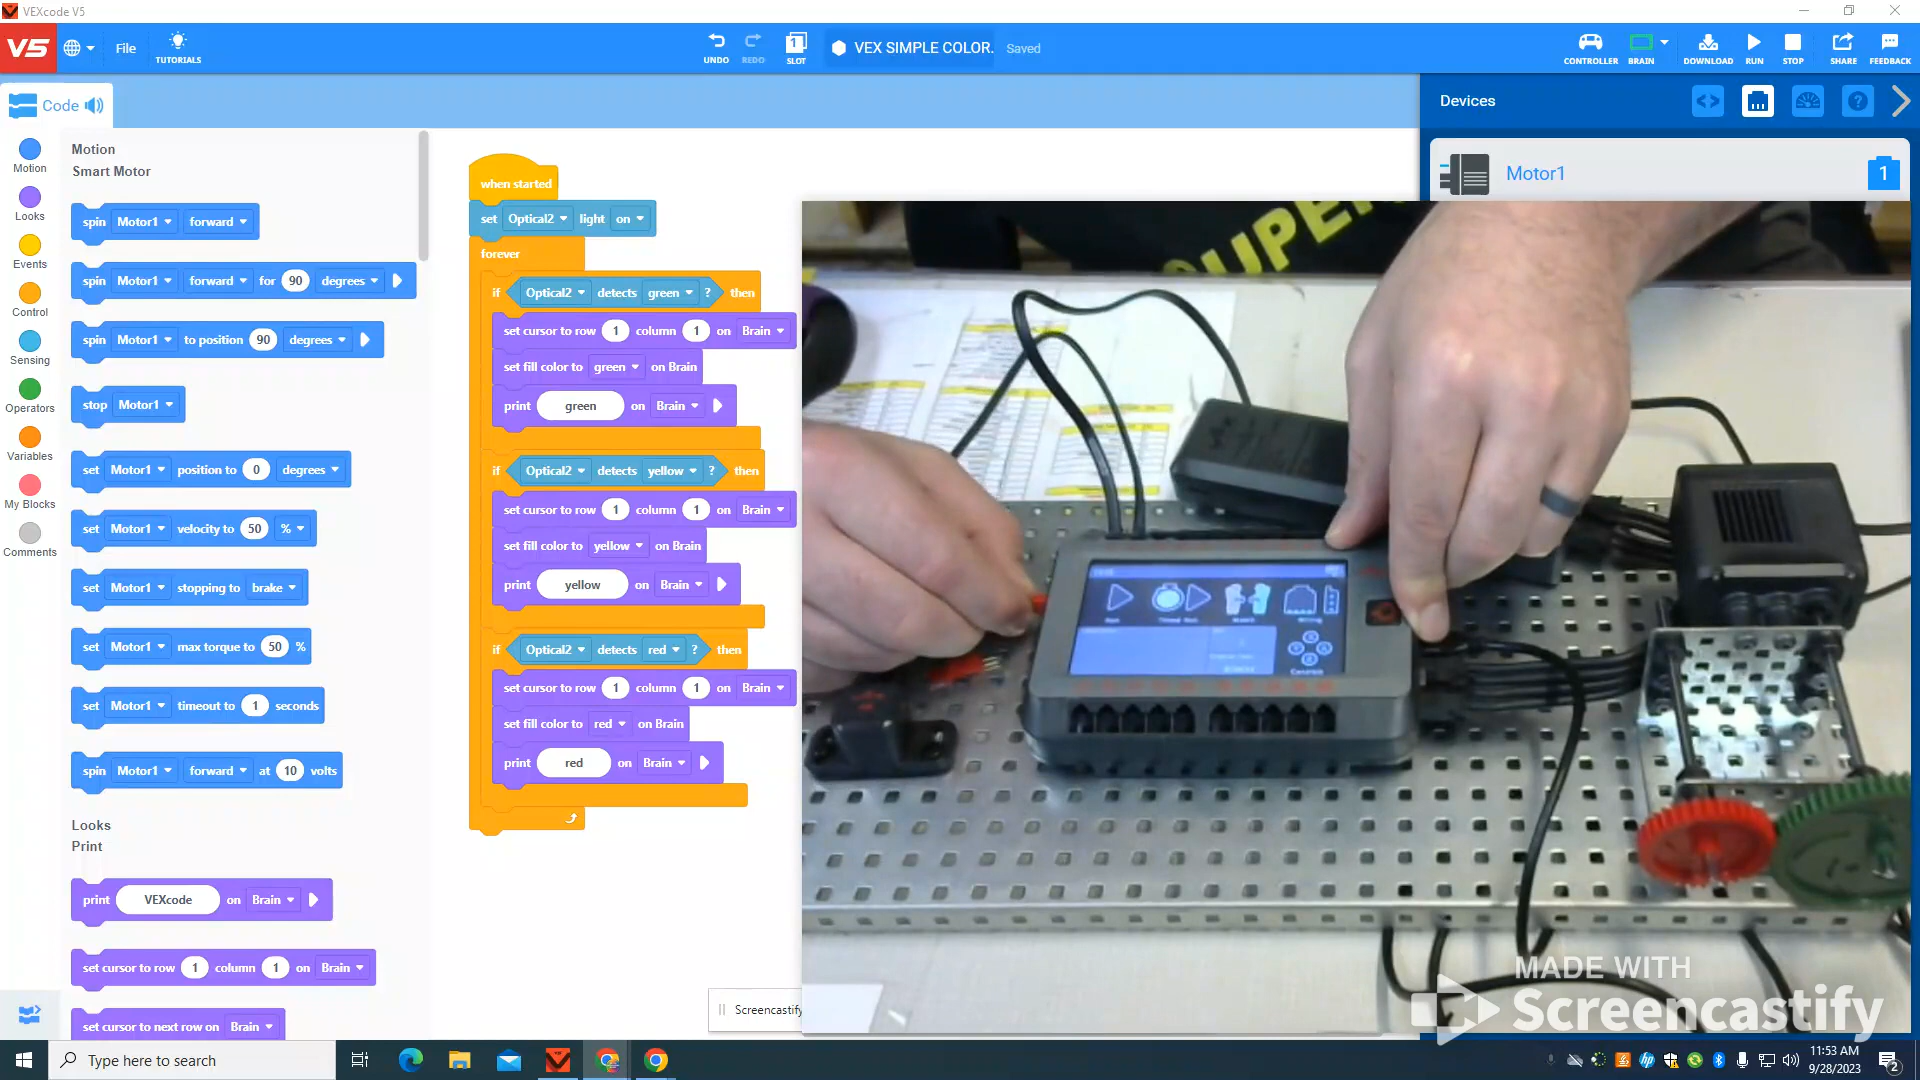 VEXcode V5
V5
File
TUTORIALS
UNDO
REDO
1
SLOT
VEX SIMPLE COLOR.
Saved
CONTROLLER
BRAIN
DOWNLOAD
RUN
STOP
SHARE
FEEDBACK
Code
Devices
Motor1
1
Motion
Looks
Events
Control
Sensing
Operators
Variables
My Blocks
Comments
Motion
Smart Motor
spin Motor1 forward
spin Motor1 forward for 90 degrees
spin Motor1 to position 90 degrees
stop Motor1
set Motor1 position to 0 degrees
set Motor1 velocity to 50 %
set Motor1 stopping to brake
set Motor1 max torque to 50 %
set Motor1 timeout to 1 seconds
spin Motor1 forward at 10 volts
Looks
Print
print VEXcode on Brain
set cursor to row 1 column 1 on Brain
set cursor to next row on Brain
when started
set Optical2 light on
forever
if Optical2 detects green ? then
set cursor to row 1 column 1 on Brain
set fill color to green on Brain
print green on Brain
if Optical2 detects yellow ? then
set cursor to row 1 column 1 on Brain
set fill color to yellow on Brain
print yellow on Brain
if Optical2 detects red ? then
set cursor to row 1 column 1 on Brain
set fill color to red on Brain
print red on Brain
SUPER
Screencastify
MADE WITH
Screencastify
Type here to search
11:53 AM
9/28/2023
2